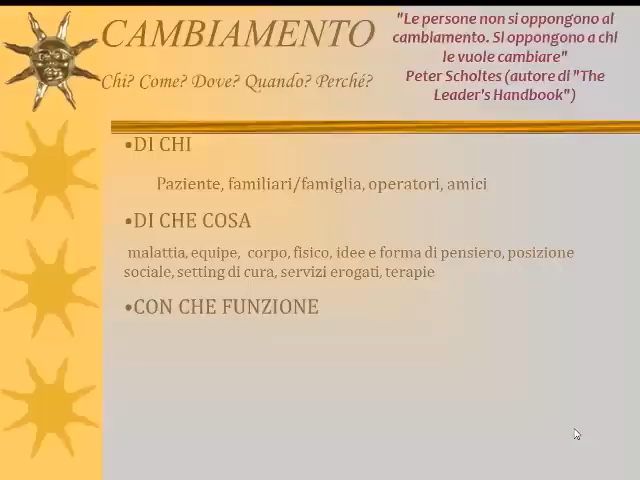 CAMBIAMENTO
Chi? Come? Dove? Quando? Perché?
"Le persone non si oppongono al
cambiamento. Si oppongono a chi
le vuole cambiare"
Peter Scholtes (autore di "The
Leader's Handbook")
•DI CHI
Paziente, familiari/famiglia, operatori, amici
•DI CHE COSA
malattia, equipe, corpo, fisico, idee e forma di pensiero, posizione
sociale, setting di cura, servizi erogati, terapie
•CON CHE FUNZIONE